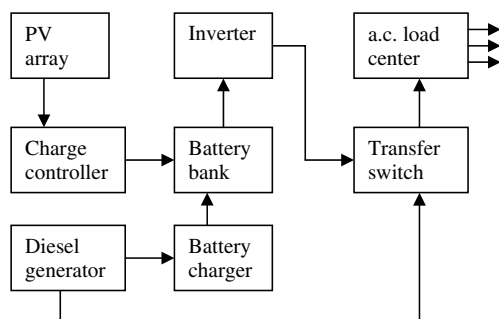 PV
array
Inverter
a.c. load
center
Charge
controller
Battery
bank
Transfer
switch
Diesel
generator
Battery
charger